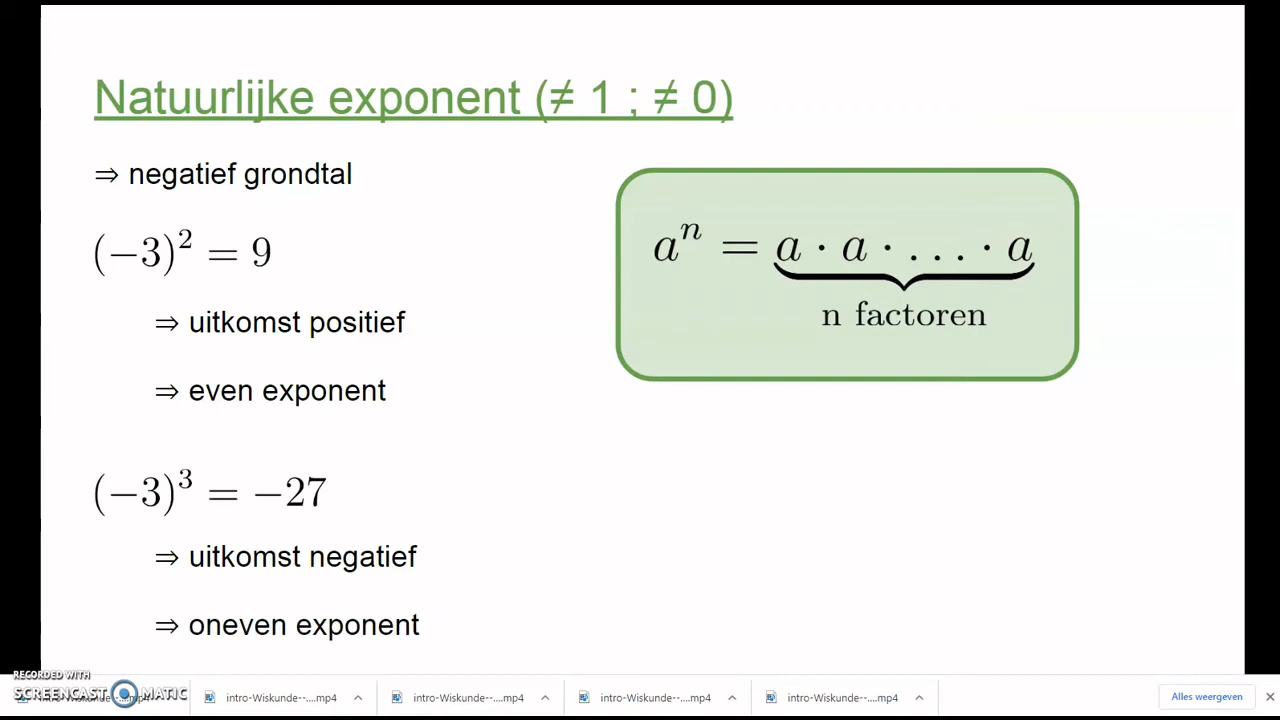 Natuurlijke exponent (≠ 1 ; ≠ 0)
⇒ negatief grondtal
(−3)² = 9
⇒ uitkomst positief
⇒ even exponent
(−3)³ = −27
⇒ uitkomst negatief
⇒ oneven exponent
aⁿ = a · a · … · a
n factoren
RECORDED WITH
SCREENCAST MATIC
intro-Wiskunde--....mp4
intro-Wiskunde--....mp4
intro-Wiskunde--....mp4
intro-Wiskunde--....mp4
Alles weergeven